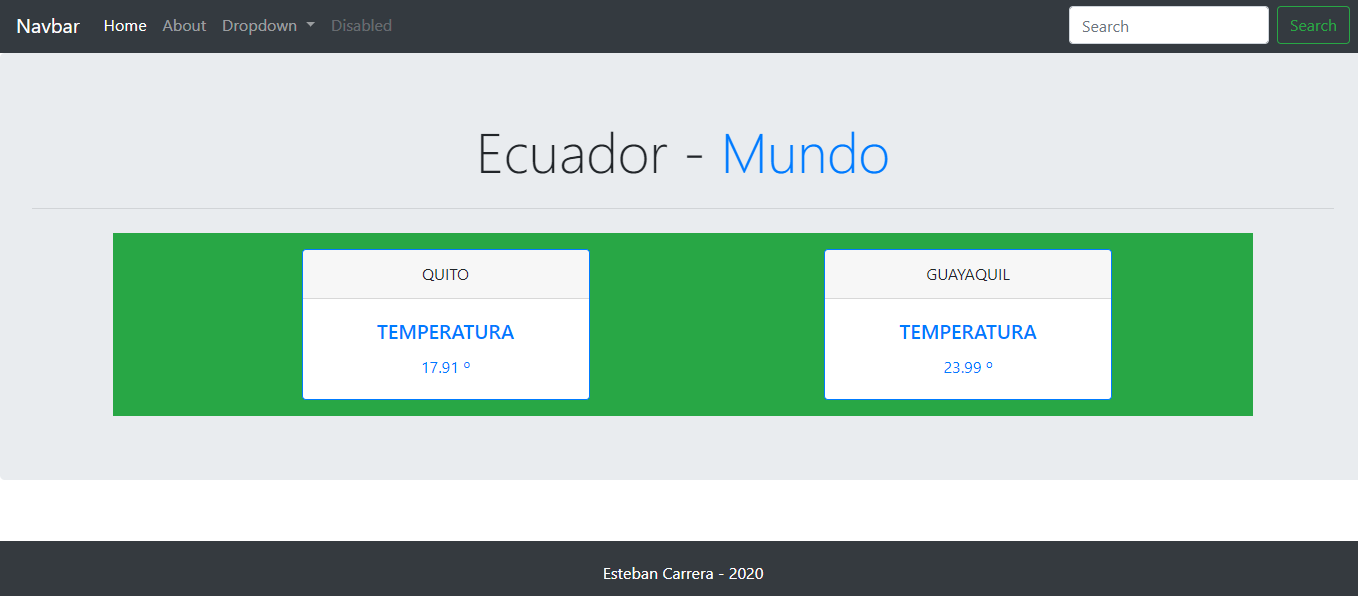 Navbar Home About Dropdown Disabled Search Search
Ecuador - Mundo
QUITO GUAYAQUIL
TEMPERATURA TEMPERATURA
17.91 º 23.99 º
Esteban Carrera - 2020